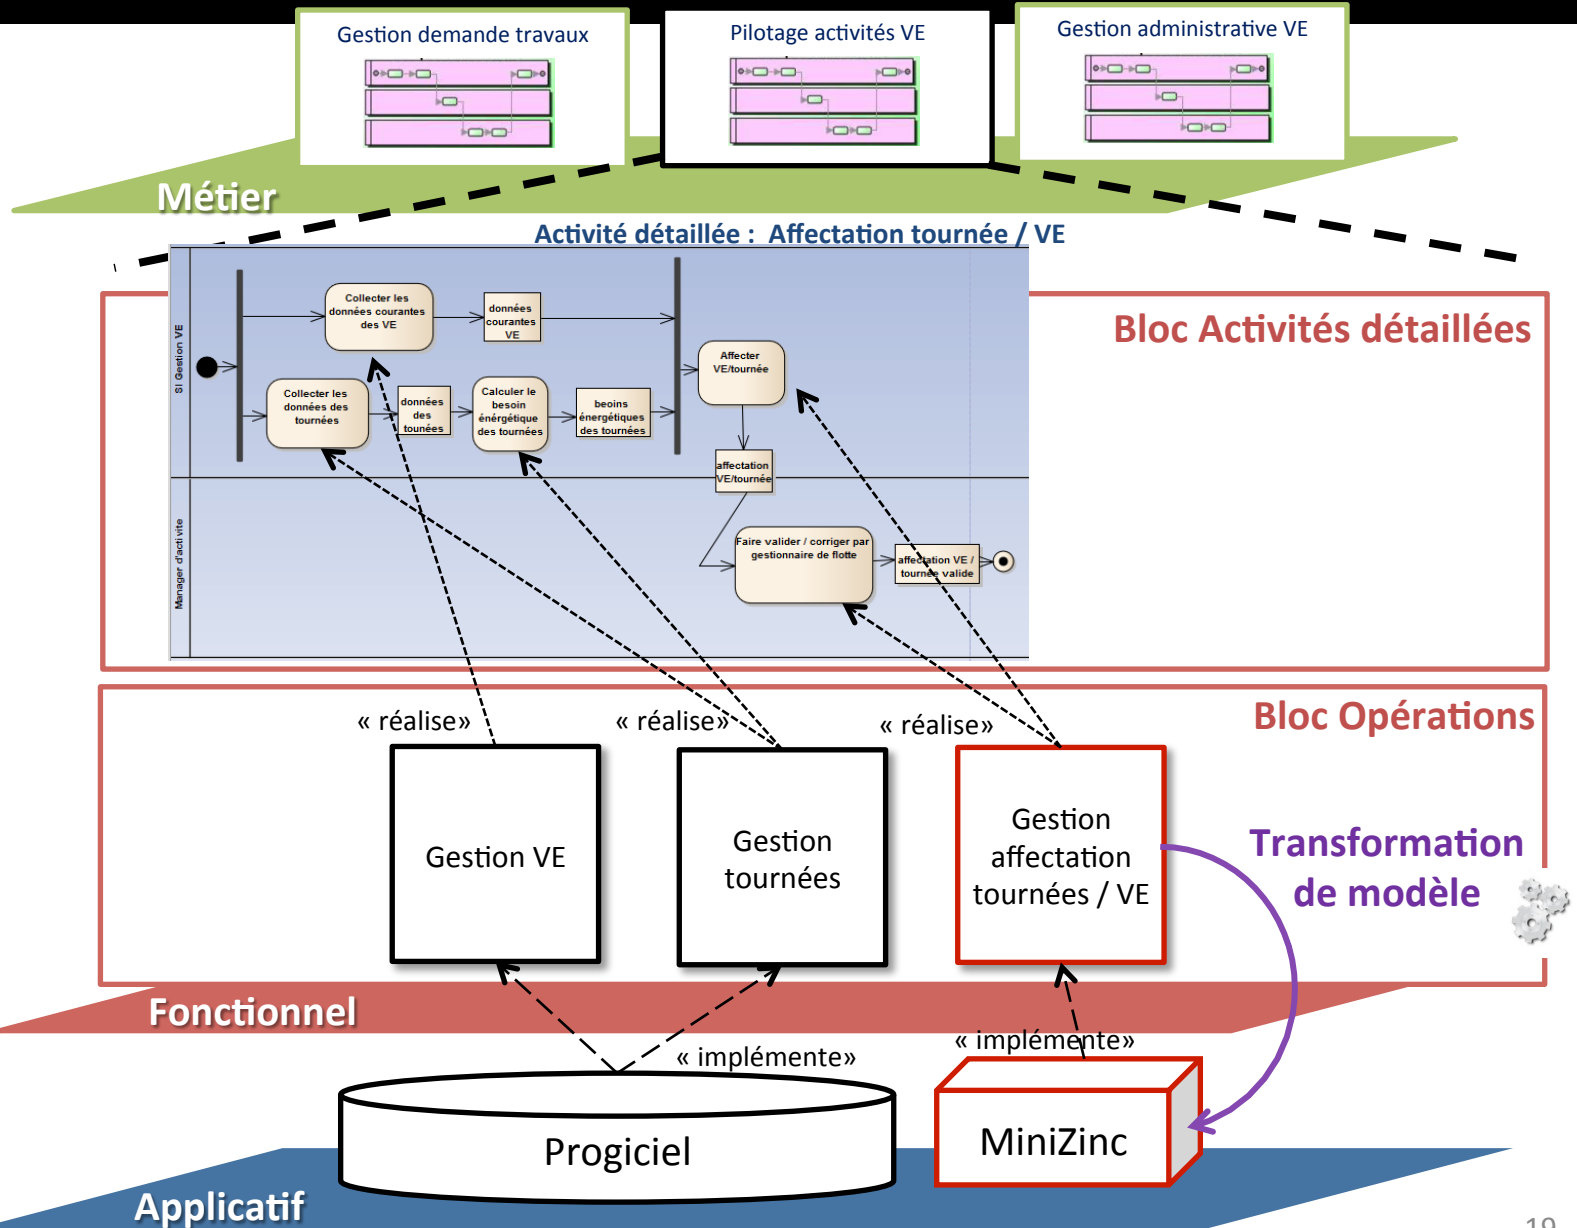 Gestion demande travaux
Pilotage activités VE
Gestion administrative VE
Métier
Activité détaillée : Affectation tournée / VE
Bloc Activités détaillées
SI Gestion VE
Collecter les
données courantes
des VE
données
courantes
VE
Affecter
VE/tournée
Collecter les
données des
tournées
données
des
tounées
Calculer le
besoin
énérgétique
des tournées
beoins
énergétiques
des tournées
affectation
VE/tournée
Manager d'activite
Faire valider / corriger par
gestionnaire de flotte
affectation VE /
tournée valide
Bloc Opérations
« réalise»
« réalise»
« réalise»
Gestion VE
Gestion
tournées
Gestion
affectation
tournées / VE
Transformation
de modèle
Fonctionnel
« implémente»
« implémente»
Progiciel
MiniZinc
Applicatif
19